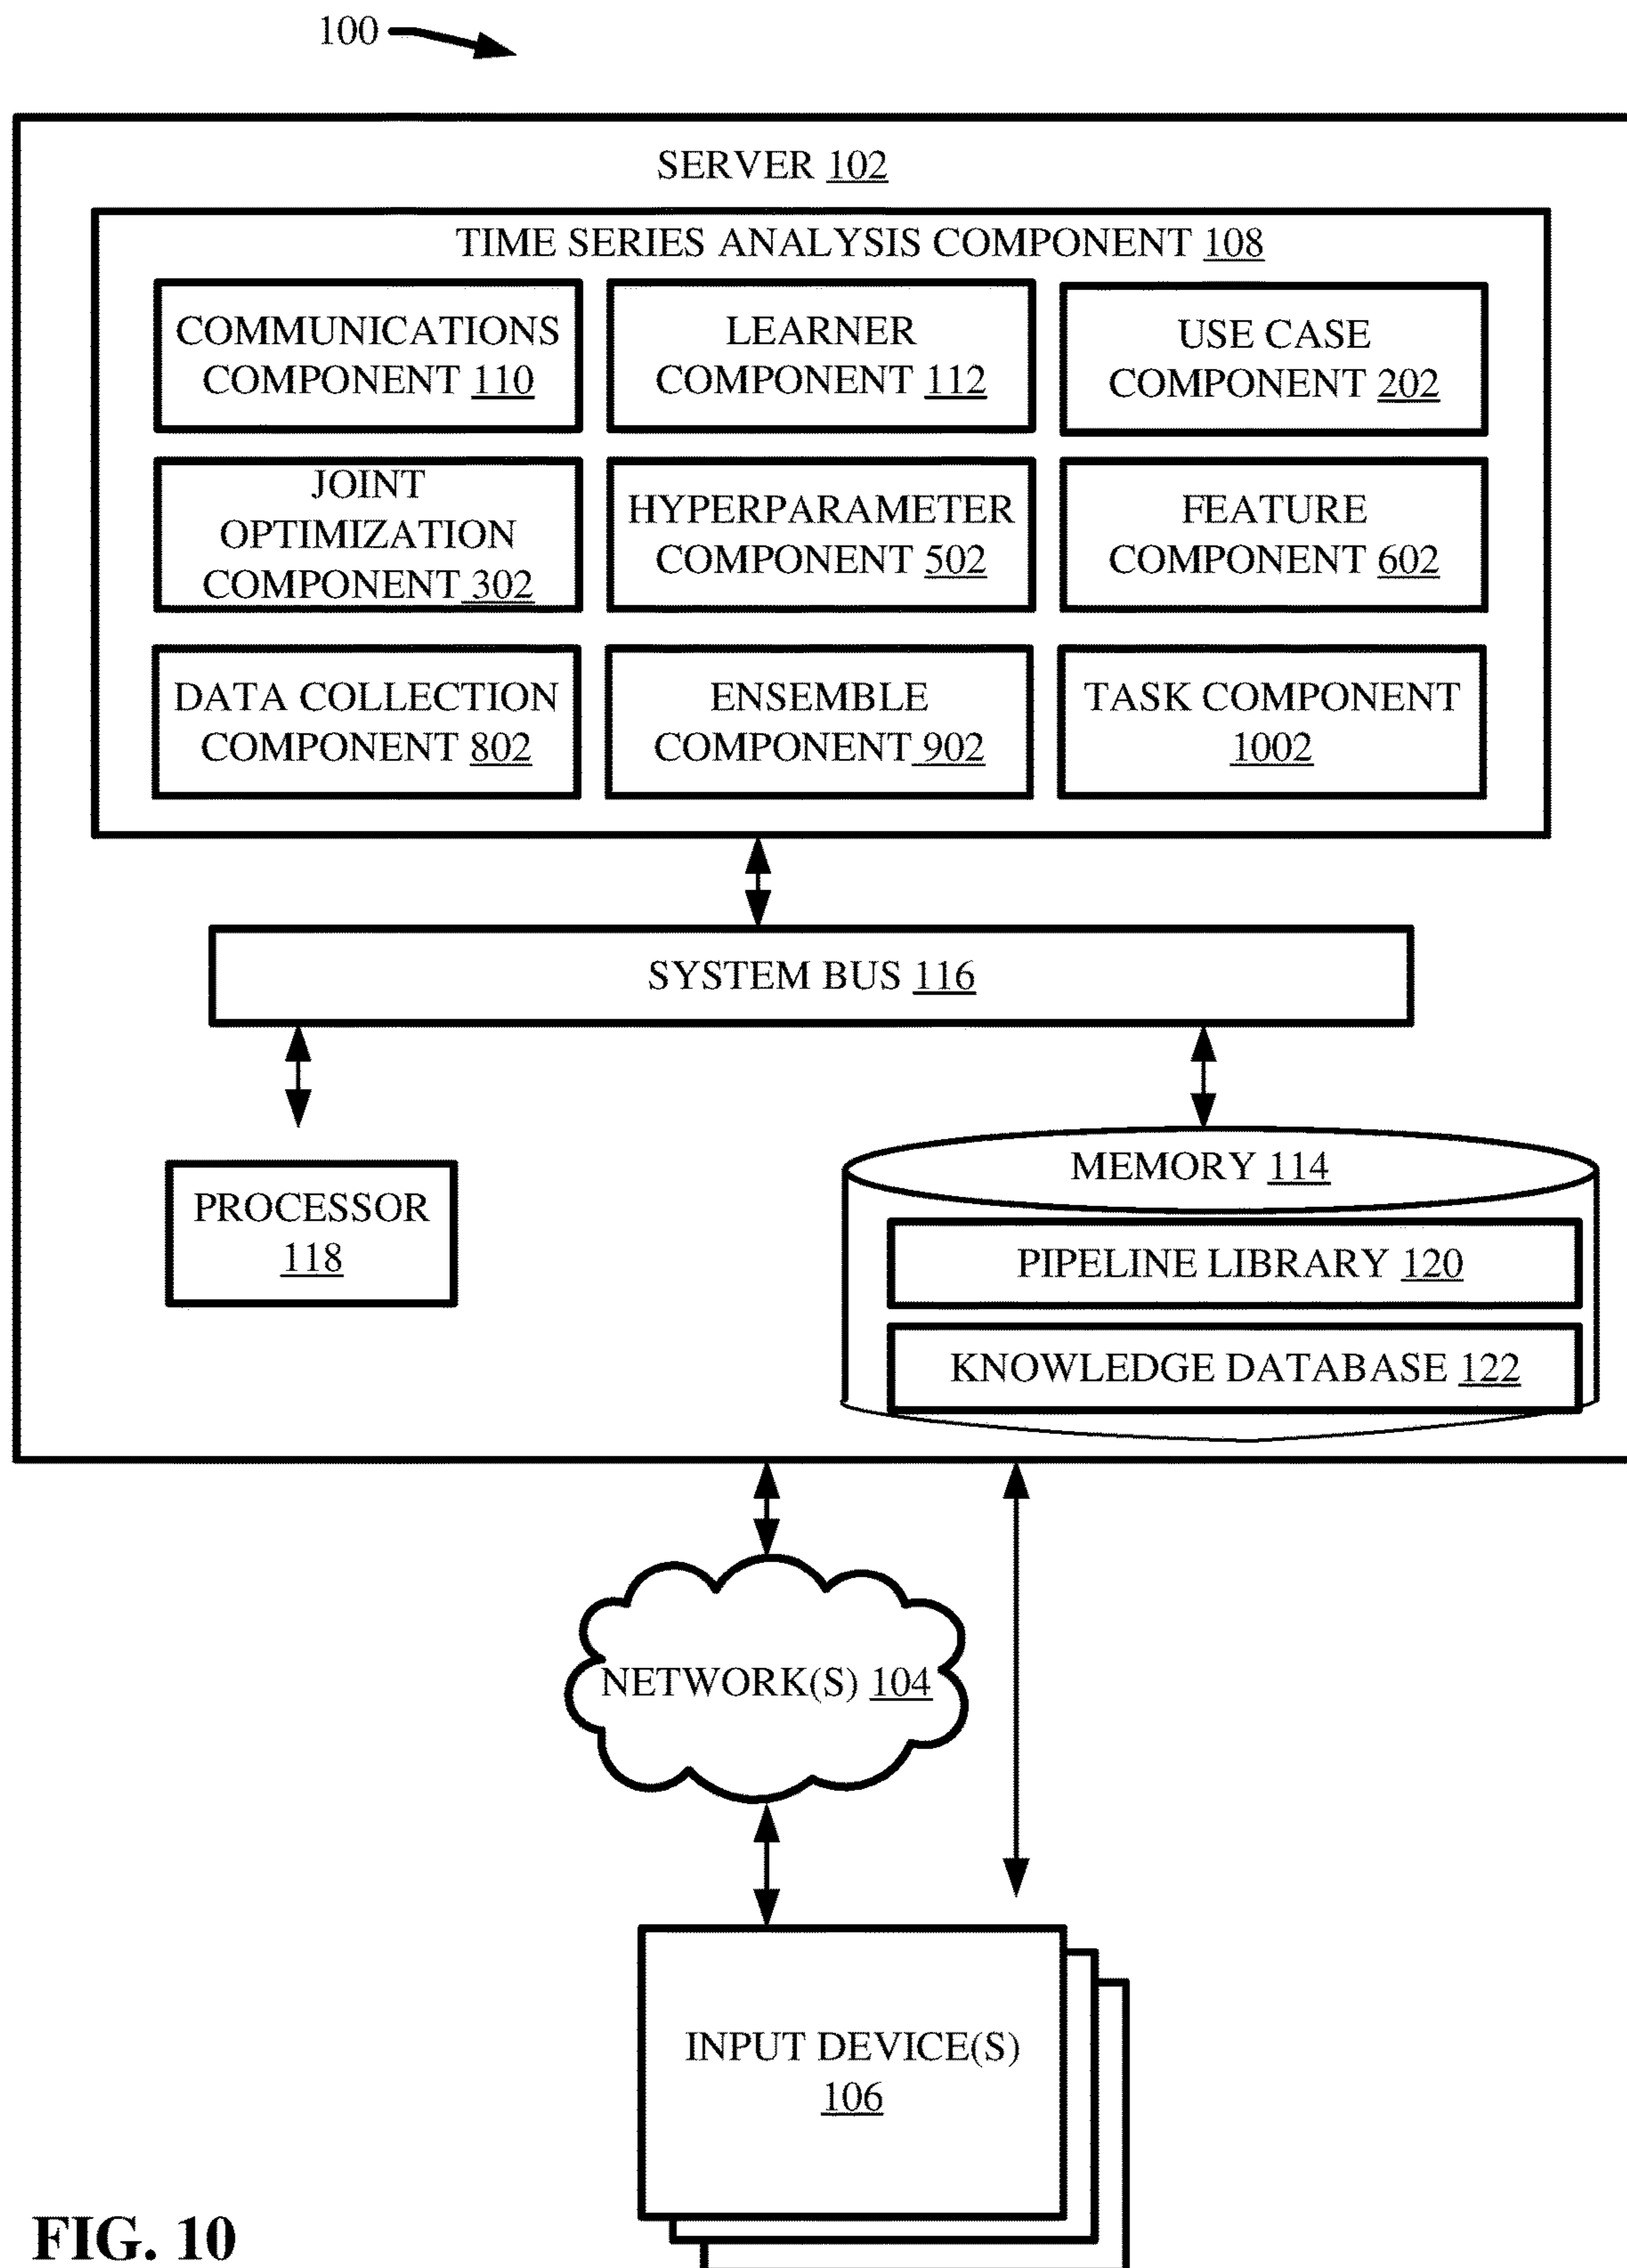 100
SERVER 102
TIME SERIES ANALYSIS COMPONENT 108
COMMUNICATIONS
COMPONENT 110
LEARNER
COMPONENT 112
USE CASE
COMPONENT 202
JOINT
OPTIMIZATION
COMPONENT 302
HYPERPARAMETER
COMPONENT 502
FEATURE
COMPONENT 602
DATA COLLECTION
COMPONENT 802
ENSEMBLE
COMPONENT 902
TASK COMPONENT
1002
SYSTEM BUS 116
PROCESSOR
118
MEMORY 114
PIPELINE LIBRARY 120
KNOWLEDGE DATABASE 122
NETWORK(S) 104
INPUT DEVICE(S)
106
FIG. 10